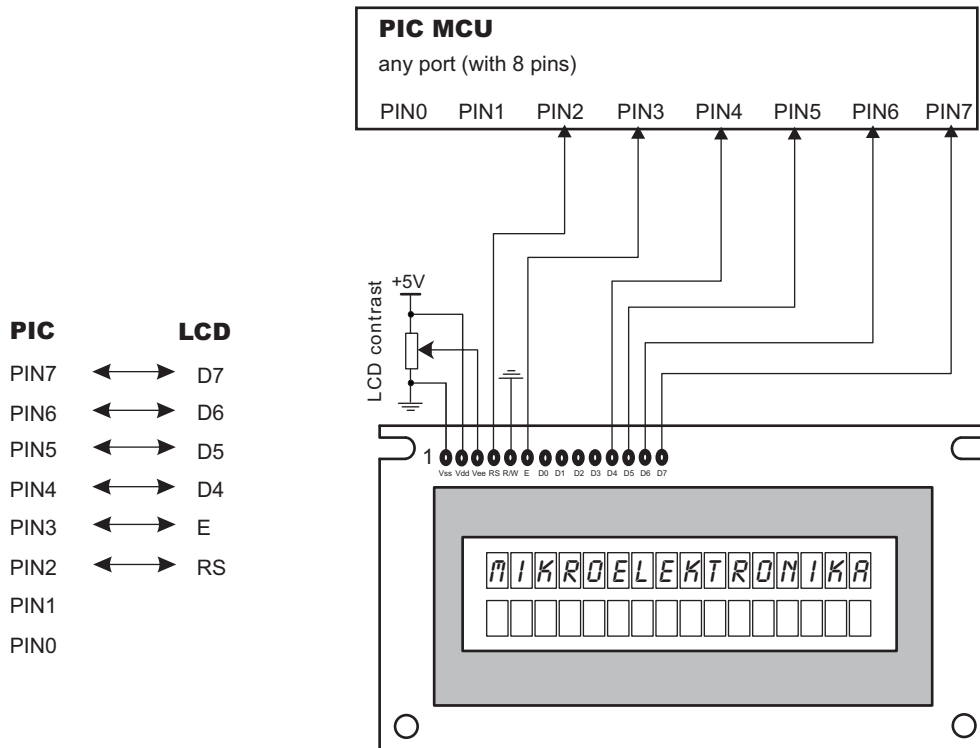 PIC MCU
any port (with 8 pins)
PIN0 PIN1 PIN2 PIN3 PIN4 PIN5 PIN6 PIN7
+5V
LCD contrast
PIC LCD
PIN7 D7
PIN6 D6
PIN5 D5
PIN4 D4
PIN3 E
PIN2 RS
PIN1
PIN0
1
Vss Vdd Vee RS R/W E D0 D1 D2 D3 D4 D5 D6 D7
MIKROELEKTRONIKA